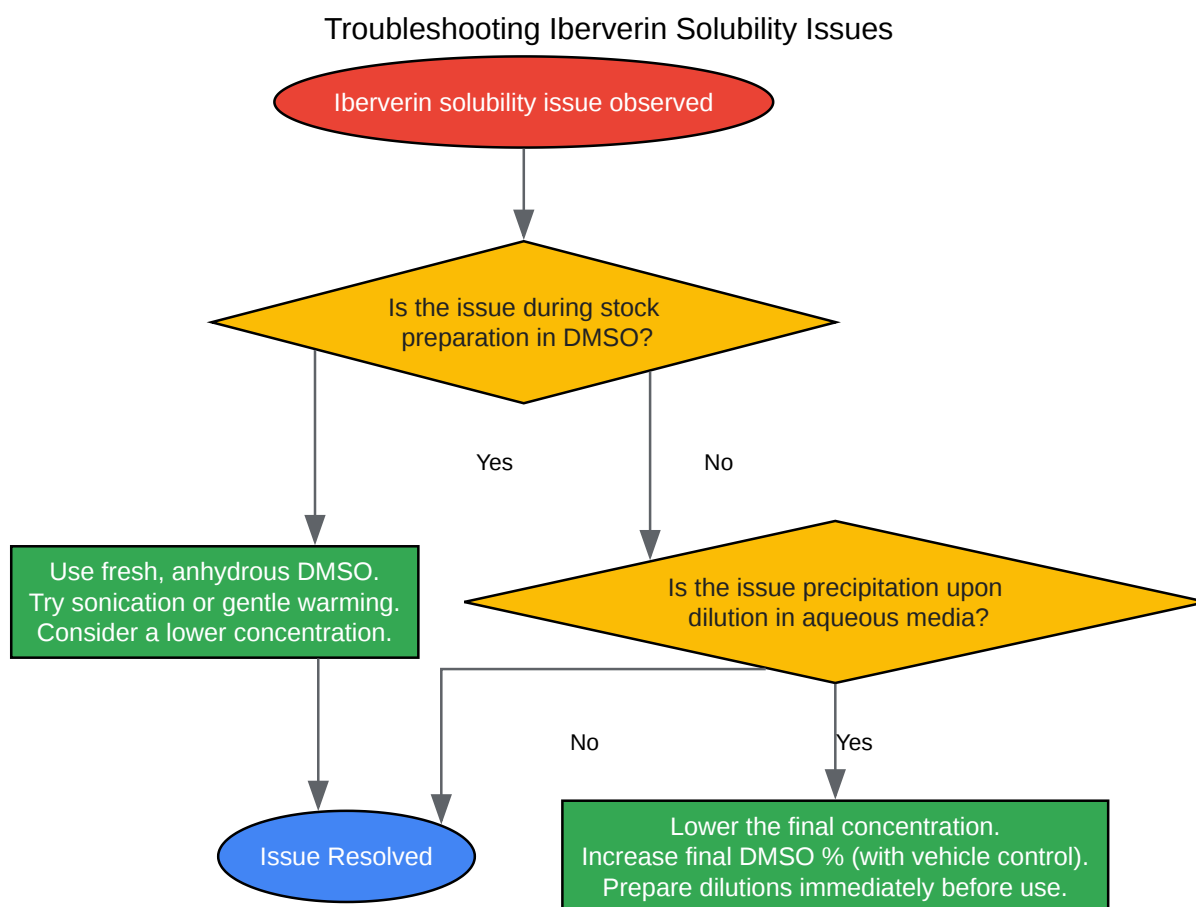 Troubleshooting Iberverin Solubility Issues
Iberverin solubility issue observed
Is the issue during stock
preparation in DMSO?
Yes
No
Use fresh, anhydrous DMSO.
Try sonication or gentle warming.
Consider a lower concentration.
Is the issue precipitation upon
dilution in aqueous media?
No
Yes
Issue Resolved
Lower the final concentration.
Increase final DMSO % (with vehicle control).
Prepare dilutions immediately before use.